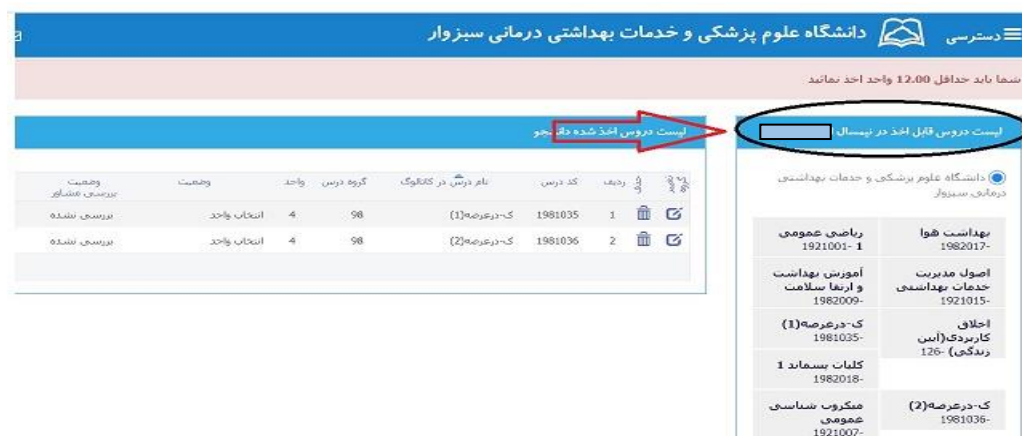 دسترسی
دانشگاه علوم پزشکی و خدمات بهداشتی درمانی سبزوار
شما باید حداقل 12.00 واحد اخذ نمائید
لیست دروس قابل اخذ در نیمسال
دانشگاه علوم پزشکی و خدمات بهداشتی
درمانی سبزوار
بهداشت هوا
1982017-
ریاضی عمومی
1 -1921001
اصول مدیریت
خدمات بهداشتی
1921015-
آموزش بهداشت
و ارتقا سلامت
1982009-
اخلاق
کاربردی(آیین
زندگی) -126
ک-درعرصه(1)
1981035-
کلیات پسماند 1
1982018-
ک-درعرصه(2)
1981036-
میکروب شناسی
عمومی
1921007-
لیست دروس اخذ شده دانشجو
تغییر گروه حذف ردیف کد درس نام درس در کاتالوگ گروه درس واحد وضعیت وضعیت بررسی مشاور
1 1981035 ک-درعرصه(1) 98 4 انتخاب واحد بررسی نشده
2 1981036 ک-درعرصه(2) 98 4 انتخاب واحد بررسی نشده